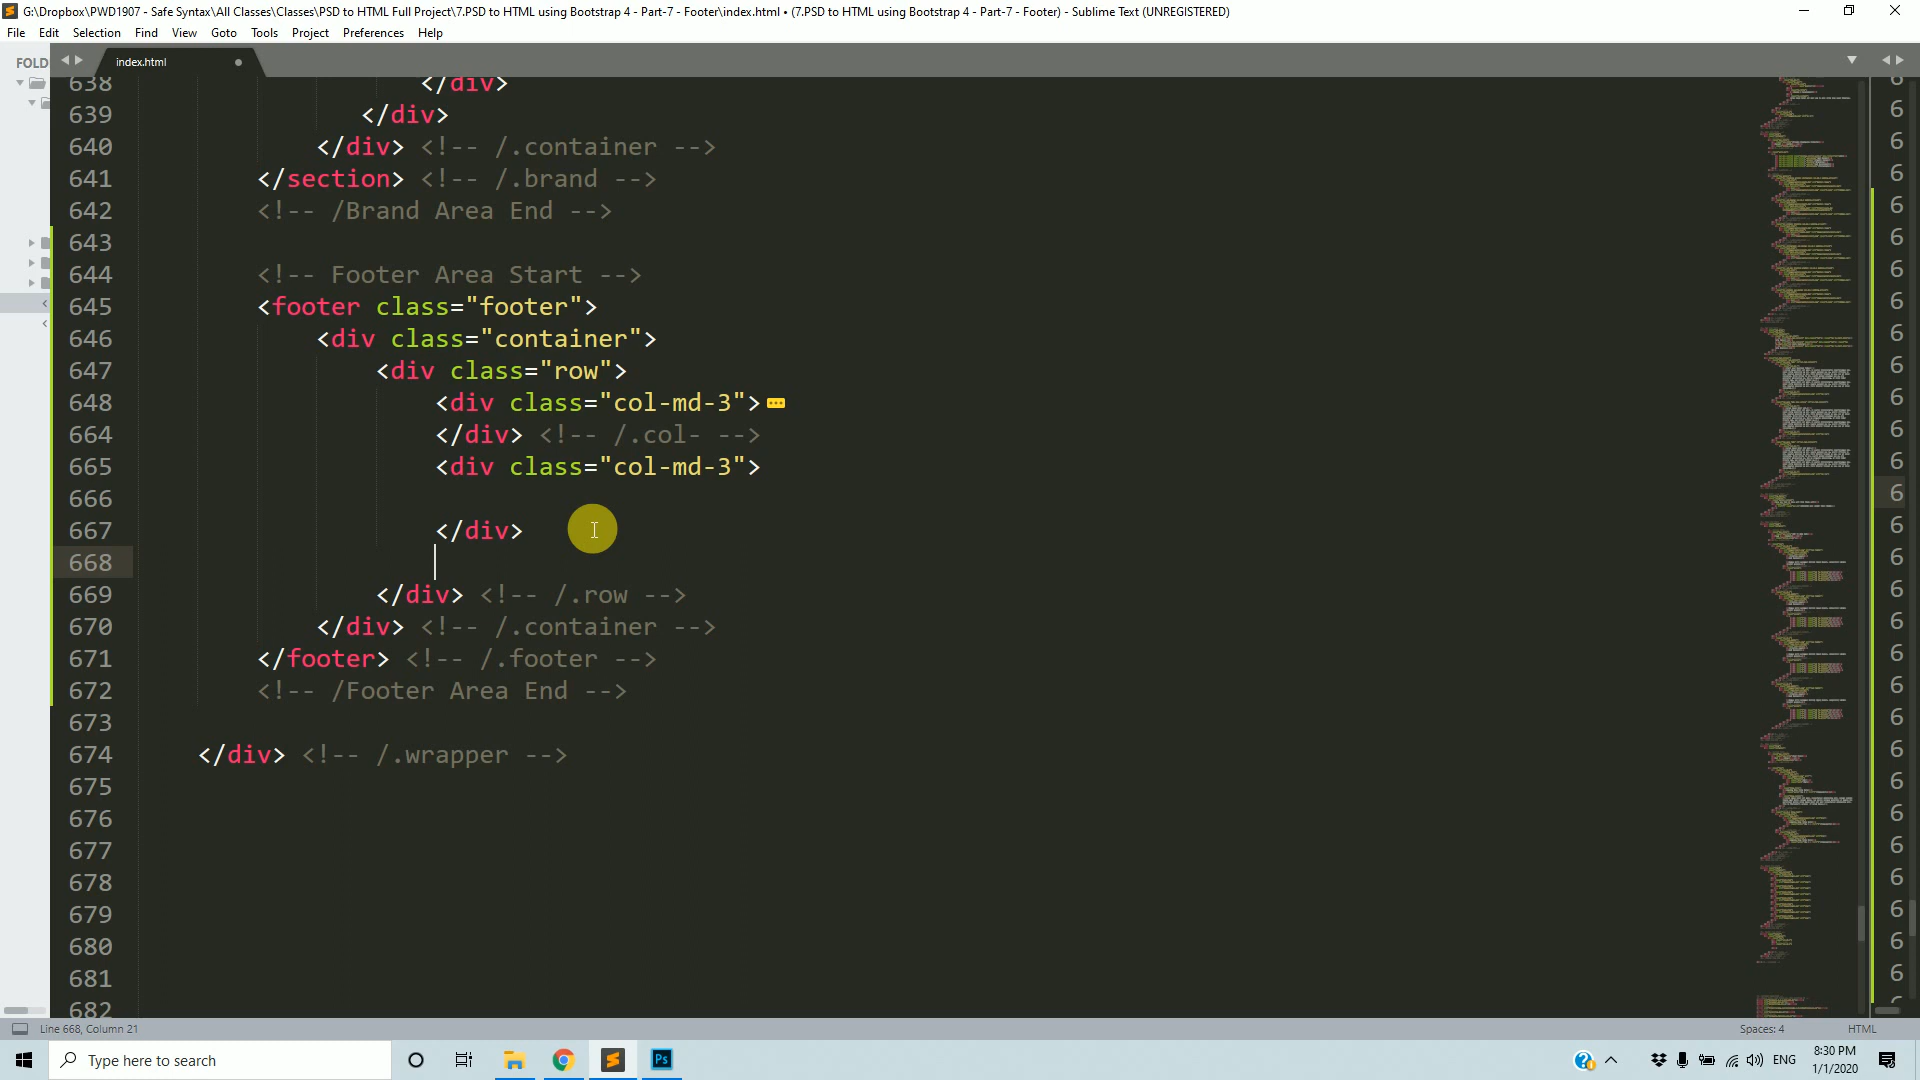 G:\Dropbox\PWD1907 - Safe Syntax\All Classes\Classes\PSD to HTML Full Project\7.PSD to HTML using Bootstrap 4 - Part-7 - Footer\index.html • (7.PSD to HTML using Bootstrap 4 - Part-7 - Footer) - Sublime Text (UNREGISTERED)
File Edit Selection Find View Goto Tools Project Preferences Help
FOLD
index.html
638 </div>
639 </div>
640 </div> <!-- /.container -->
641 </section> <!-- /.brand -->
642 <!-- /Brand Area End -->
643
644 <!-- Footer Area Start -->
645 <footer class="footer">
646 <div class="container">
647 <div class="row">
648 <div class="col-md-3">
664 </div> <!-- /.col- -->
665 <div class="col-md-3">
666
667 </div>
668
669 </div> <!-- /.row -->
670 </div> <!-- /.container -->
671 </footer> <!-- /.footer -->
672 <!-- /Footer Area End -->
673
674 </div> <!-- /.wrapper -->
675
676
677
678
679
680
681
682
Line 668, Column 21
Spaces: 4
HTML
Type here to search
Ps
ENG
8:30 PM
1/1/2020